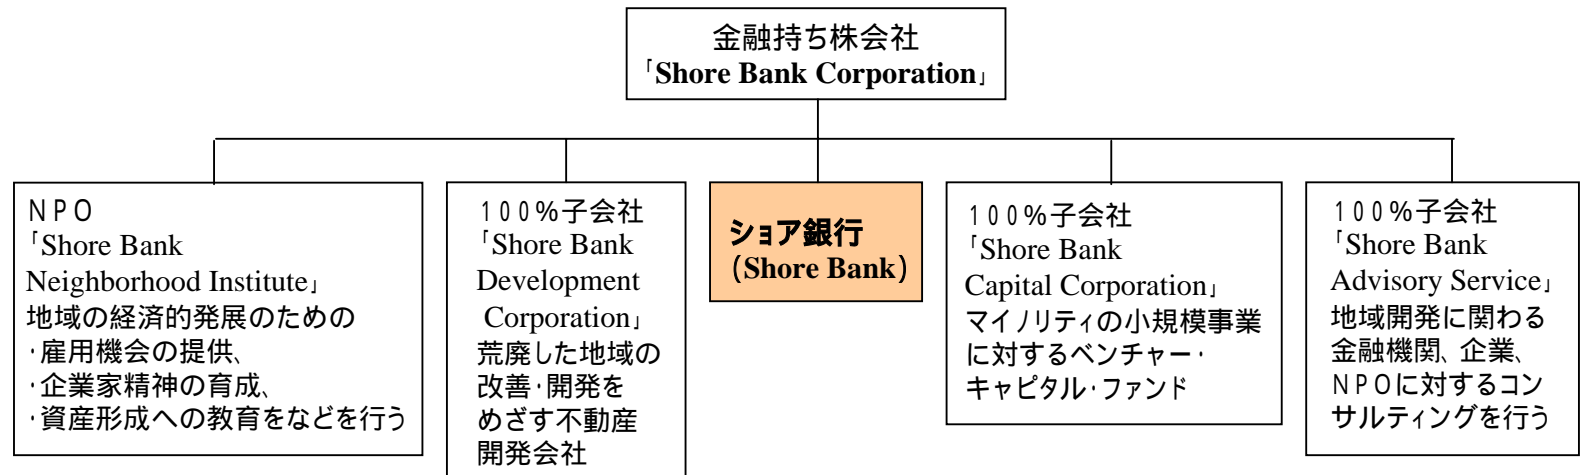 金融持ち株会社
「Shore Bank Corporation」
ＮＰＯ
「Shore Bank
Neighborhood Institute」
地域の経済的発展のための
・雇用機会の提供、
・企業家精神の育成、
・資産形成への教育をなどを行う
１００％子会社
「Shore Bank
Development
Corporation」
荒廃した地域の
改善・開発を
めざす不動産
開発会社
ショア銀行
（Shore Bank）
１００％子会社
「Shore Bank
Capital Corporation」
マイノリティの小規模事業
に対するベンチャー・
キャピタル・ファンド
１００％子会社
「Shore Bank
Advisory Service」
地域開発に関わる
金融機関、企業、
ＮＰＯに対するコン
サルティングを行う